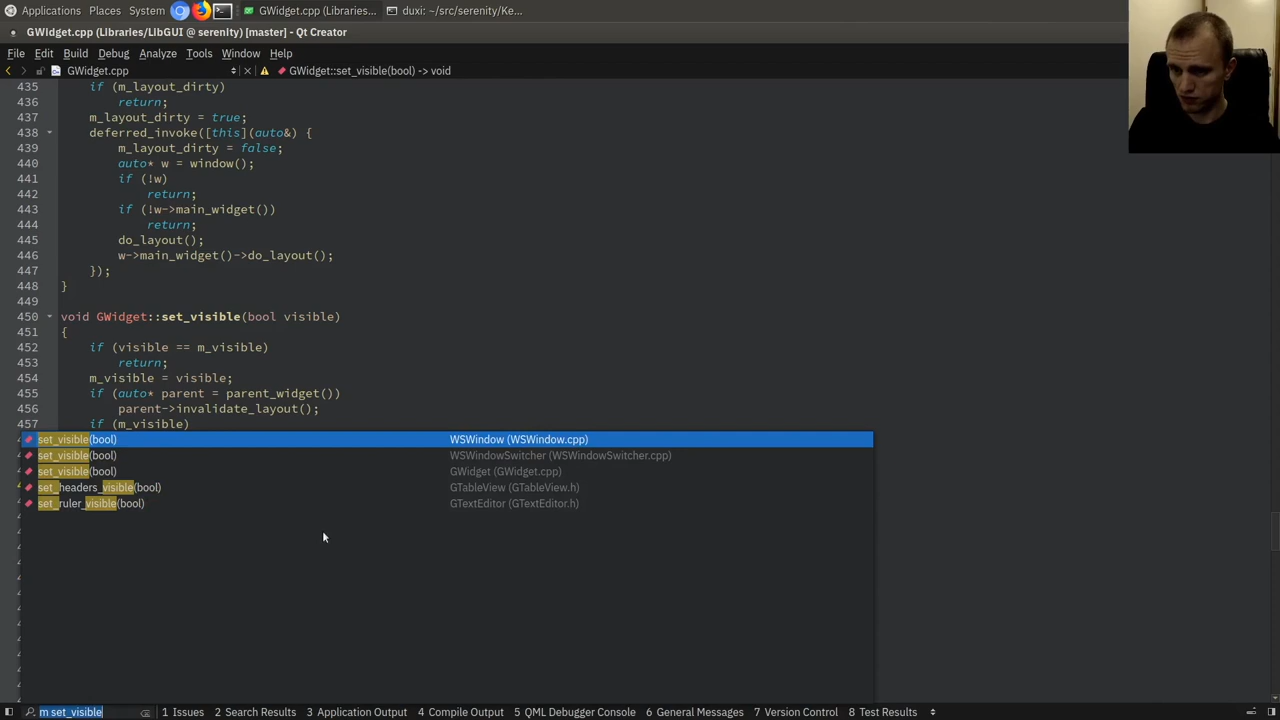 Applications Places System GWidget.cpp (Libraries... duxi: ~/src/serenity/Ke...
GWidget.cpp (Libraries/LibGUI @ serenity) [master] - Qt Creator
File Edit Build Debug Analyze Tools Window Help
GWidget.cpp GWidget::set_visible(bool) -> void
435 if (m_layout_dirty)
436 return;
437 m_layout_dirty = true;
438 deferred_invoke([this](auto&) {
439 m_layout_dirty = false;
440 auto* w = window();
441 if (!w)
442 return;
443 if (!w->main_widget())
444 return;
445 do_layout();
446 w->main_widget()->do_layout();
447 });
448 }
449
450 void GWidget::set_visible(bool visible)
451 {
452 if (visible == m_visible)
453 return;
454 m_visible = visible;
455 if (auto* parent = parent_widget())
456 parent->invalidate_layout();
457 if (m_visible)
set_visible(bool) WSWindow (WSWindow.cpp)
set_visible(bool) WSWindowSwitcher (WSWindowSwitcher.cpp)
set_visible(bool) GWidget (GWidget.cpp)
set_headers_visible(bool) GTableView (GTableView.h)
set_ruler_visible(bool) GTextEditor (GTextEditor.h)
m set_visible 1 Issues 2 Search Results 3 Application Output 4 Compile Output 5 QML Debugger Console 6 General Messages 7 Version Control 8 Test Results